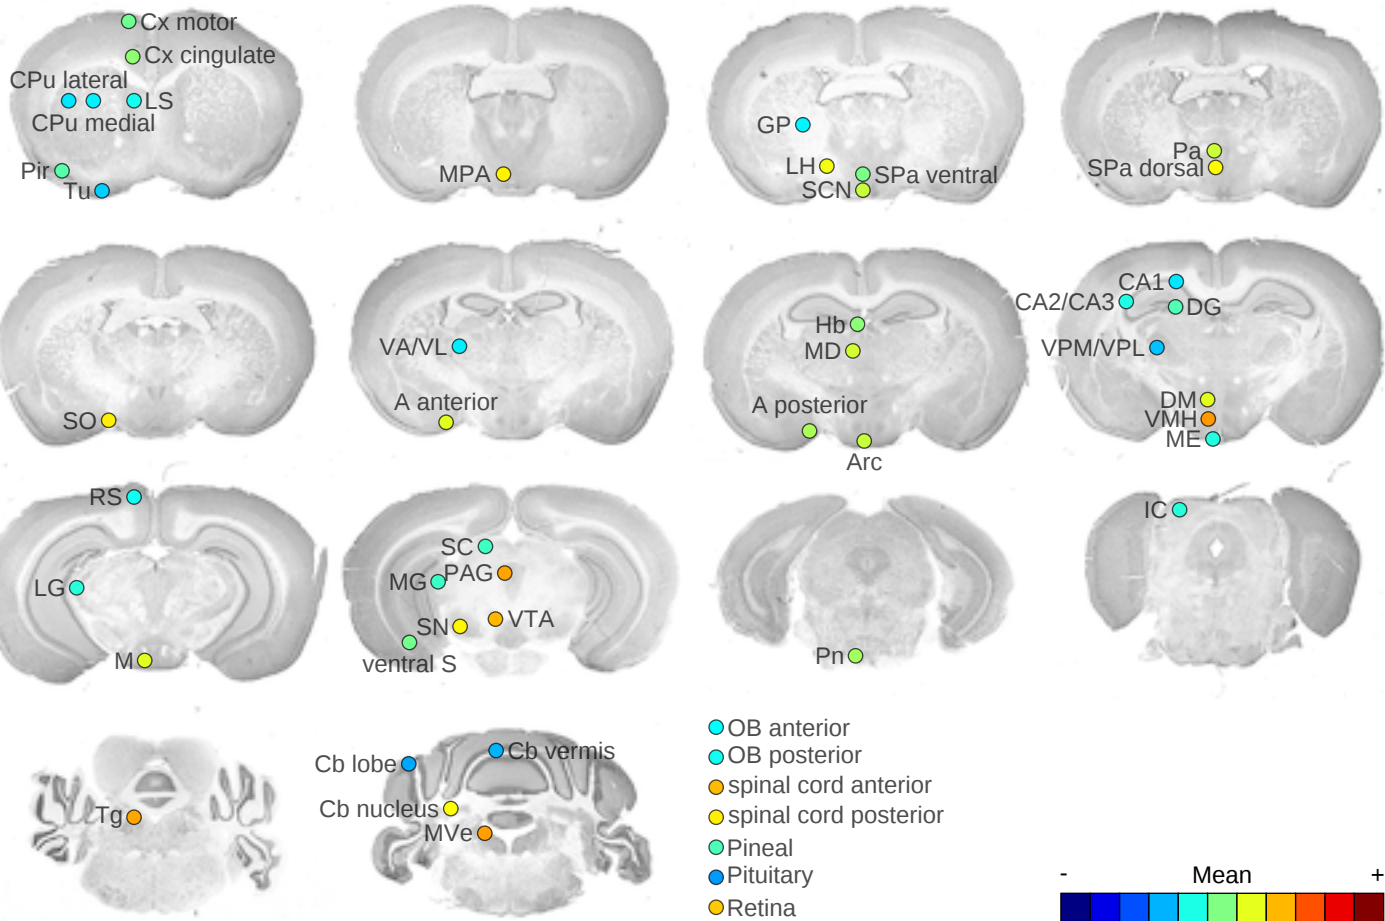 Cx motor
Cx cingulate
CPu lateral
LS
CPu medial
Pir
Tu
MPA
GP
LH
SPa ventral
SCN
Pa
SPa dorsal
SO
VA/VL
A anterior
Hb
MD
A posterior
Arc
CA1
CA2/CA3
DG
VPM/VPL
DM
VMH
ME
RS
LG
M
SC
MG
PAG
SN
VTA
ventral S
Pn
IC
Tg
Cb lobe
Cb vermis
Cb nucleus
MVe
OB anterior
OB posterior
spinal cord anterior
spinal cord posterior
Pineal
Pituitary
Retina
- Mean +